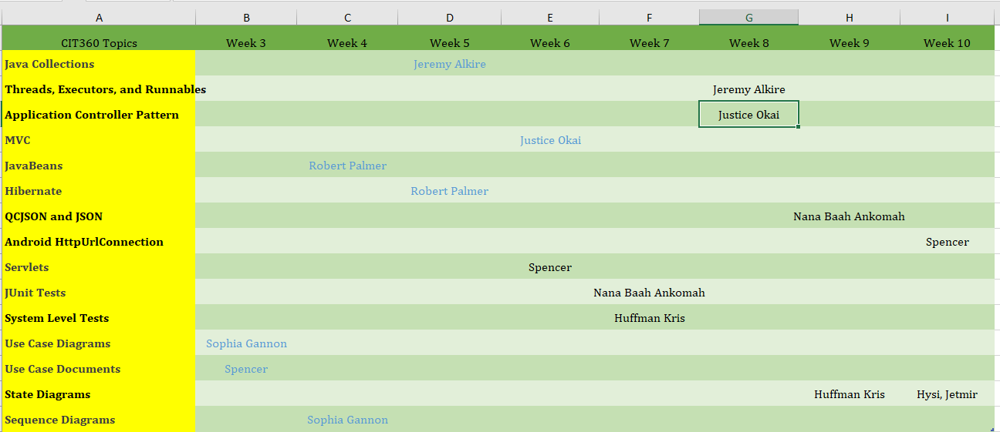 A B C D E F G H I
CIT360 Topics Week 3 Week 4 Week 5 Week 6 Week 7 Week 8 Week 9 Week 10
Java Collections Jeremy Alkire
Threads, Executors, and Runnables Jeremy Alkire
Application Controller Pattern Justice Okai
MVC Justice Okai
JavaBeans Robert Palmer
Hibernate Robert Palmer
QCJSON and JSON Nana Baah Ankomah
Android HttpUrlConnection Spencer
Servlets Spencer
JUnit Tests Nana Baah Ankomah
System Level Tests Huffman Kris
Use Case Diagrams Sophia Gannon
Use Case Documents Spencer
State Diagrams Huffman Kris Hysi, Jetmir
Sequence Diagrams Sophia Gannon